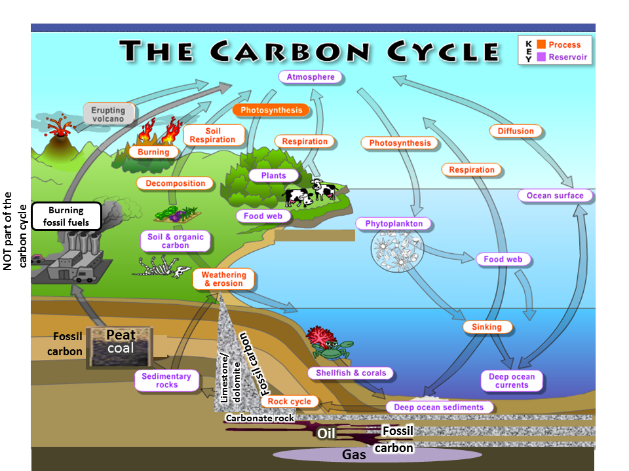 THE CARBON CYCLE
KEY
Process
Reservoir
Atmosphere
Erupting
volcano
Photosynthesis
Soil
Respiration
Respiration
Photosynthesis
Diffusion
Burning
Respiration
Decomposition
Plants
Ocean surface
NOT part of the
carbon cycle
Burning
fossil fuels
Food web
Phytoplankton
Soil & organic
carbon
Food web
Weathering
& erosion
Sinking
Fossil
carbon
Peat
coal
Limestone/
dolomite
Fossil carbon
Shellfish & corals
Sedimentary
rocks
Deep ocean
currents
Rock cycle
Deep ocean sediments
Carbonate rock
Oil
Fossil
carbon
Gas